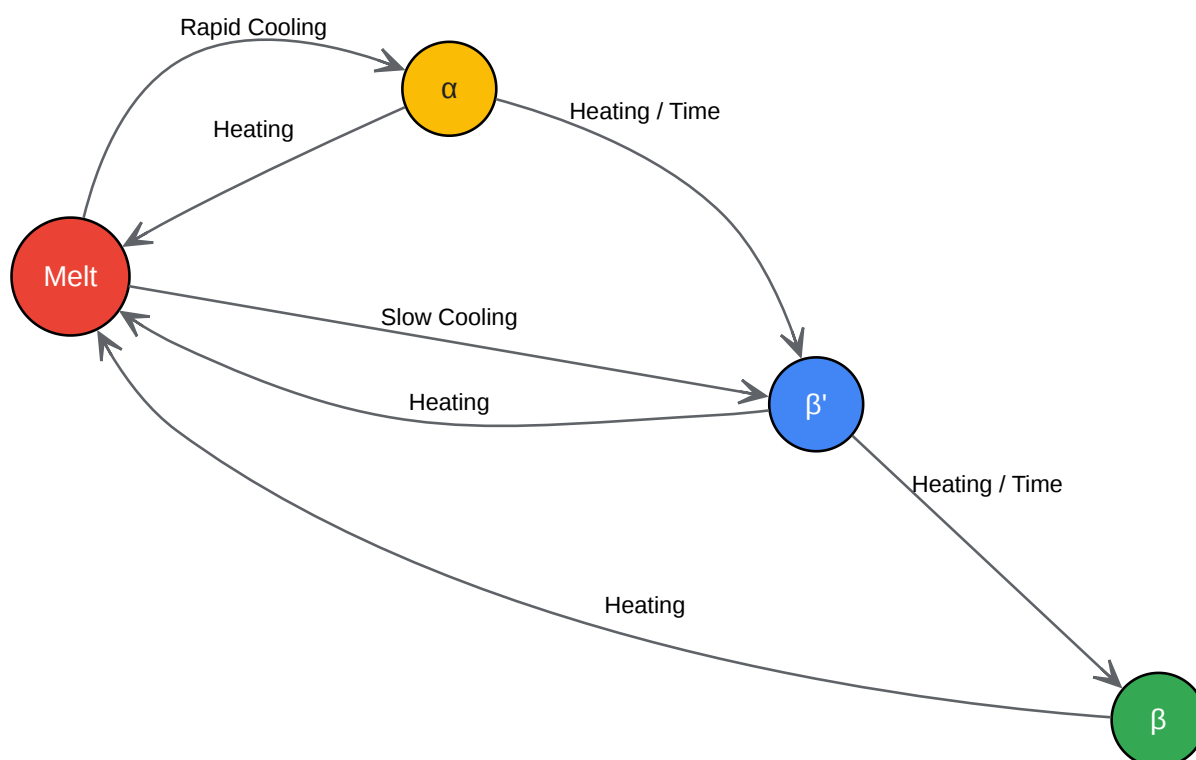 Rapid Cooling
α
Heating / Time
Heating
Melt
Slow Cooling
Heating
β'
Heating / Time
Heating
β